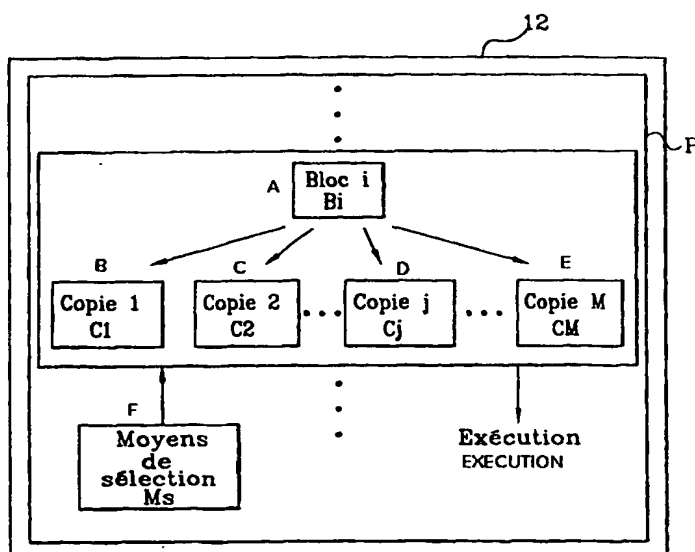 12
P
A
Bloc i
Bi
B
C
D
E
Copie 1
C1
Copie 2
C2
Copie j
Cj
Copie M
CM
F
Moyens
de
sélection
Ms
Exécution
EXECUTION